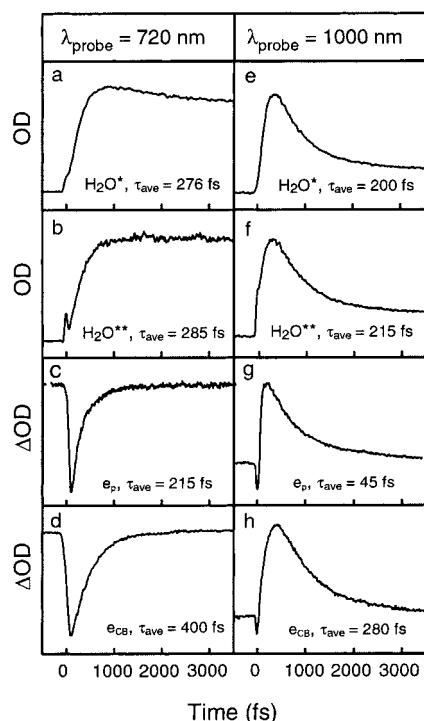 λprobe = 720 nm
λprobe = 1000 nm
a
OD
H2O*, τave = 276 fs
e
H2O*, τave = 200 fs
b
OD
H2O**, τave = 285 fs
f
H2O**, τave = 215 fs
c
ΔOD
ep, τave = 215 fs
g
ep, τave = 45 fs
d
ΔOD
eCB, τave = 400 fs
h
eCB, τave = 280 fs
0 1000 2000 3000
0 1000 2000 3000
Time (fs)